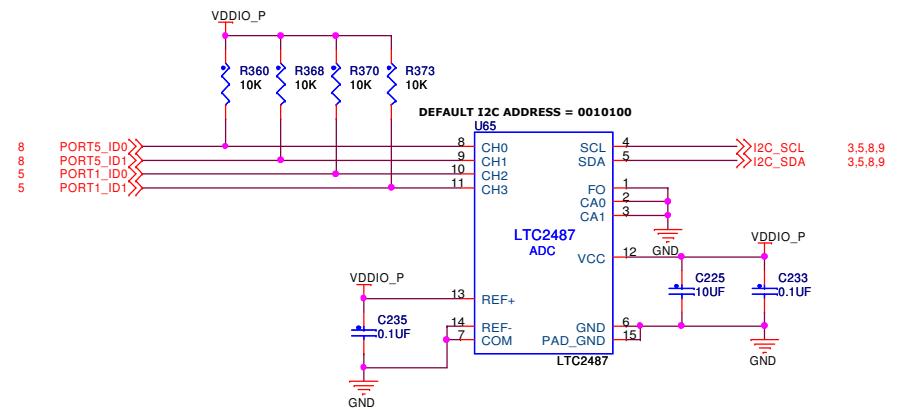 VDDIO_P
R360 R368 R370 R373
10K 10K 10K 10K
DEFAULT I2C ADDRESS = 0010100
U65
8 PORT5_ID0 8 CH0 SCL 4 I2C_SCL 3,5,8,9
8 PORT5_ID1 9 CH1 SDA 5 I2C_SDA 3,5,8,9
5 PORT1_ID0 10 CH2
5 PORT1_ID1 11 CH3 FO 1
CA0 2
CA1 3
LTC2487
ADC
GND
VDDIO_P
VCC 12
VDDIO_P
C225 C233
10UF 0.1UF
13 REF+
C235
0.1UF
14 REF- GND 6
7 COM PAD_GND 15
LTC2487
GND
GND